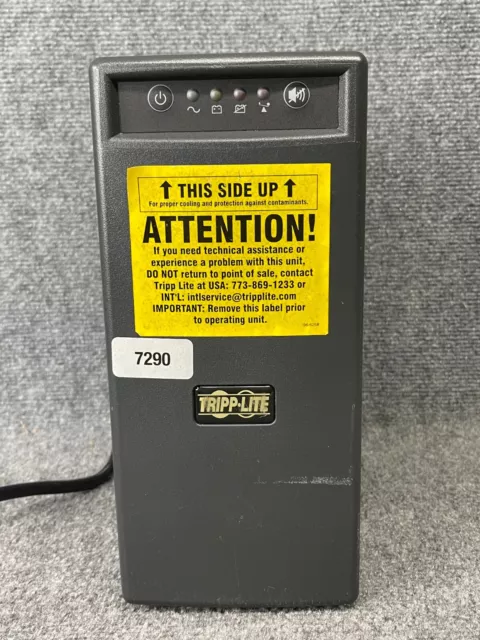 THIS SIDE UP
For proper cooling and protection against contaminants.
ATTENTION!
If you need technical assistance or
experience a problem with this unit,
DO NOT return to point of sale, contact
Tripp Lite at USA: 773-869-1233 or
INT'L: intlservice@tripplite.com
IMPORTANT: Remove this label prior
to operating unit.
7290
TRIPP·LITE